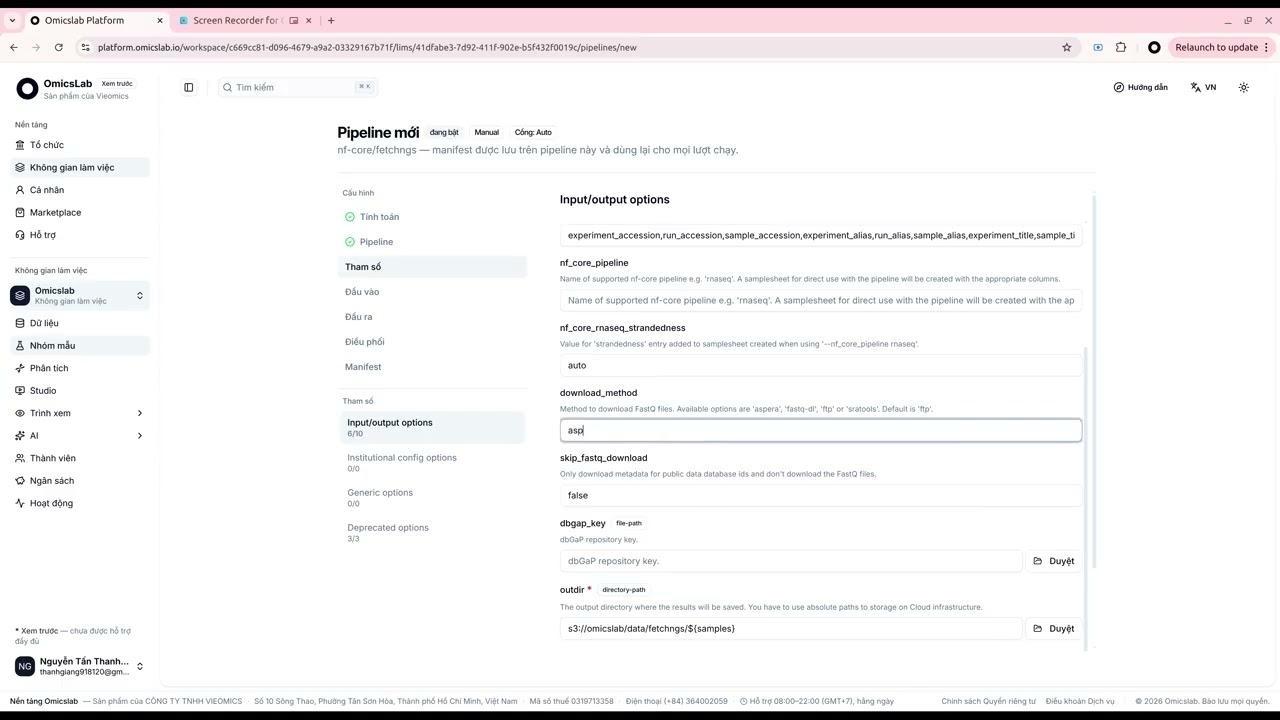 Omicslab Platform
Screen Recorder for
platform.omicslab.io/workspace/c669cc81-d096-4679-a9a2-03329167b71f/lims/41dfabe3-7d92-411f-902e-b5f432f0019c/pipelines/new
Relaunch to update
OmicsLab
Xem trước
Sản phẩm của Vieomics
Tìm kiếm
⌘ K
Hướng dẫn
VN
Nền tảng
Tổ chức
Không gian làm việc
Cá nhân
Marketplace
Hỗ trợ
Không gian làm việc
Omicslab
Không gian làm việc
Dữ liệu
Nhóm mẫu
Phân tích
Studio
Trình xem
AI
Thành viên
Ngân sách
Hoạt động
* Xem trước — chưa được hỗ trợ
đầy đủ
NG
Nguyễn Tấn Thanh...
thanhgiang918120@gm...
Pipeline mới
đang bật
Manual
Cổng: Auto
nf-core/fetchngs — manifest được lưu trên pipeline này và dùng lại cho mọi lượt chạy.
Cấu hình
Tính toán
Pipeline
Tham số
Đầu vào
Đầu ra
Điều phối
Manifest
Tham số
Input/output options
6/10
Institutional config options
0/0
Generic options
0/0
Deprecated options
3/3
Input/output options
experiment_accession,run_accession,sample_accession,experiment_alias,run_alias,sample_alias,experiment_title,sample_ti
nf_core_pipeline
Name of supported nf-core pipeline e.g. 'rnaseq'. A samplesheet for direct use with the pipeline will be created with the appropriate columns.
Name of supported nf-core pipeline e.g. 'rnaseq'. A samplesheet for direct use with the pipeline will be created with the ap
nf_core_rnaseq_strandedness
Value for 'strandedness' entry added to samplesheet created when using '--nf_core_pipeline rnaseq'.
auto
download_method
Method to download FastQ files. Available options are 'aspera', 'fastq-dl', 'ftp' or 'sratools'. Default is 'ftp'.
asp
skip_fastq_download
Only download metadata for public data database ids and don't download the FastQ files.
false
dbgap_key
file-path
dbGaP repository key.
dbGaP repository key.
Duyệt
outdir *
directory-path
The output directory where the results will be saved. You have to use absolute paths to storage on Cloud infrastructure.
s3://omicslab/data/fetchngs/${samples}
Duyệt
Nền tảng Omicslab — Sản phẩm của CÔNG TY TNHH VIEOMICS · Số 10 Sông Thao, Phường Tân Sơn Hòa, Thành phố Hồ Chí Minh, Việt Nam · Mã số thuế 0319713358 · Điện thoại (+84) 364002059 · Hỗ trợ 08:00–22:00 (GMT+7), hằng ngày
Chính sách Quyền riêng tư
Điều khoản Dịch vụ
© 2026 Omicslab. Bảo lưu mọi quyền.